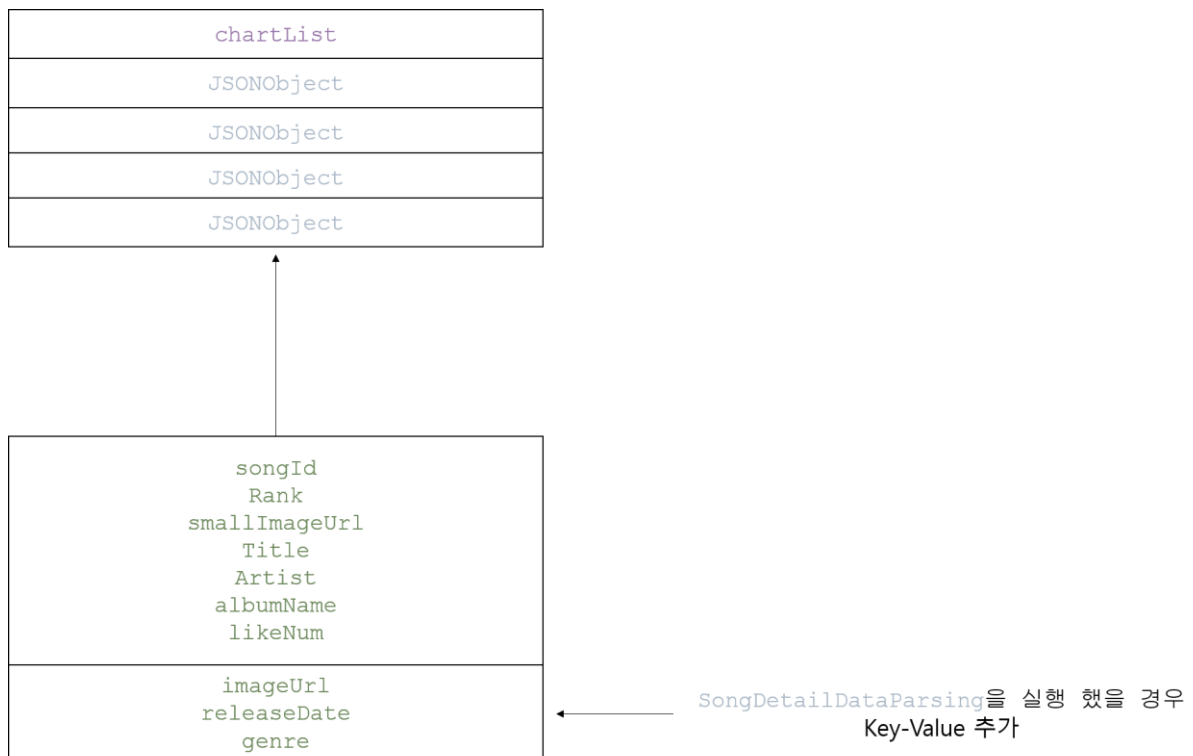 chartList
JSONObject
JSONObject
JSONObject
JSONObject
songId
Rank
smallImageUrl
Title
Artist
albumName
likeNum
imageUrl
releaseDate
genre
SongDetailDataParsing을 실행 했을 경우
Key-Value 추가